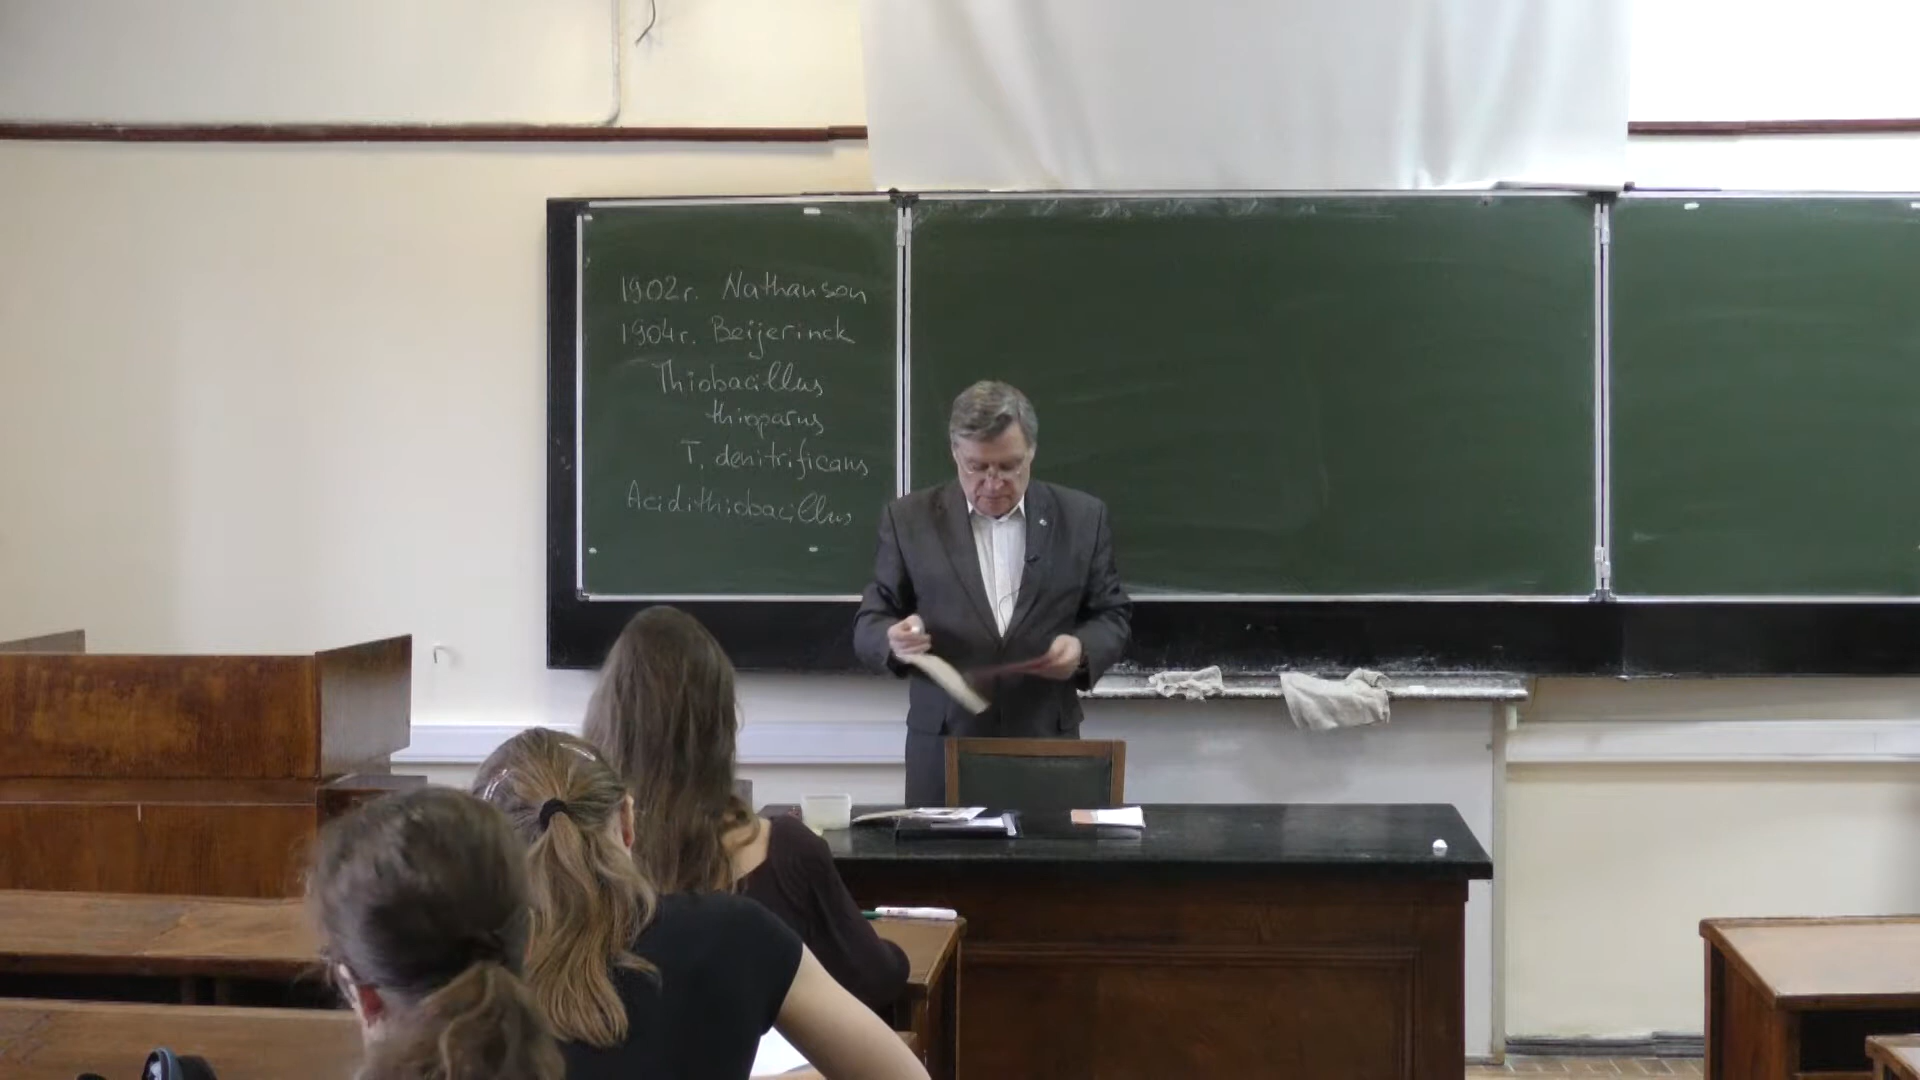 1902г. Nathanson
1904г. Beijerinck
Thiobacillus
thioparus
T. denitrificans
Acidithiobacillus